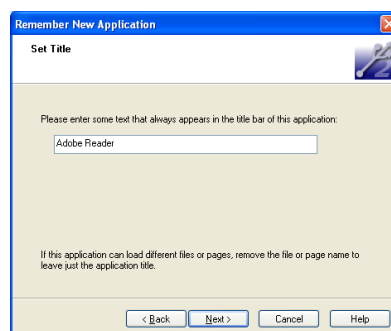 Remember New Application
Set Title
Please enter some text that always appears in the title bar of this application:
Adobe Reader
If this application can load different files or pages, remove the file or page name to
leave just the application title.
< Back Next > Cancel Help